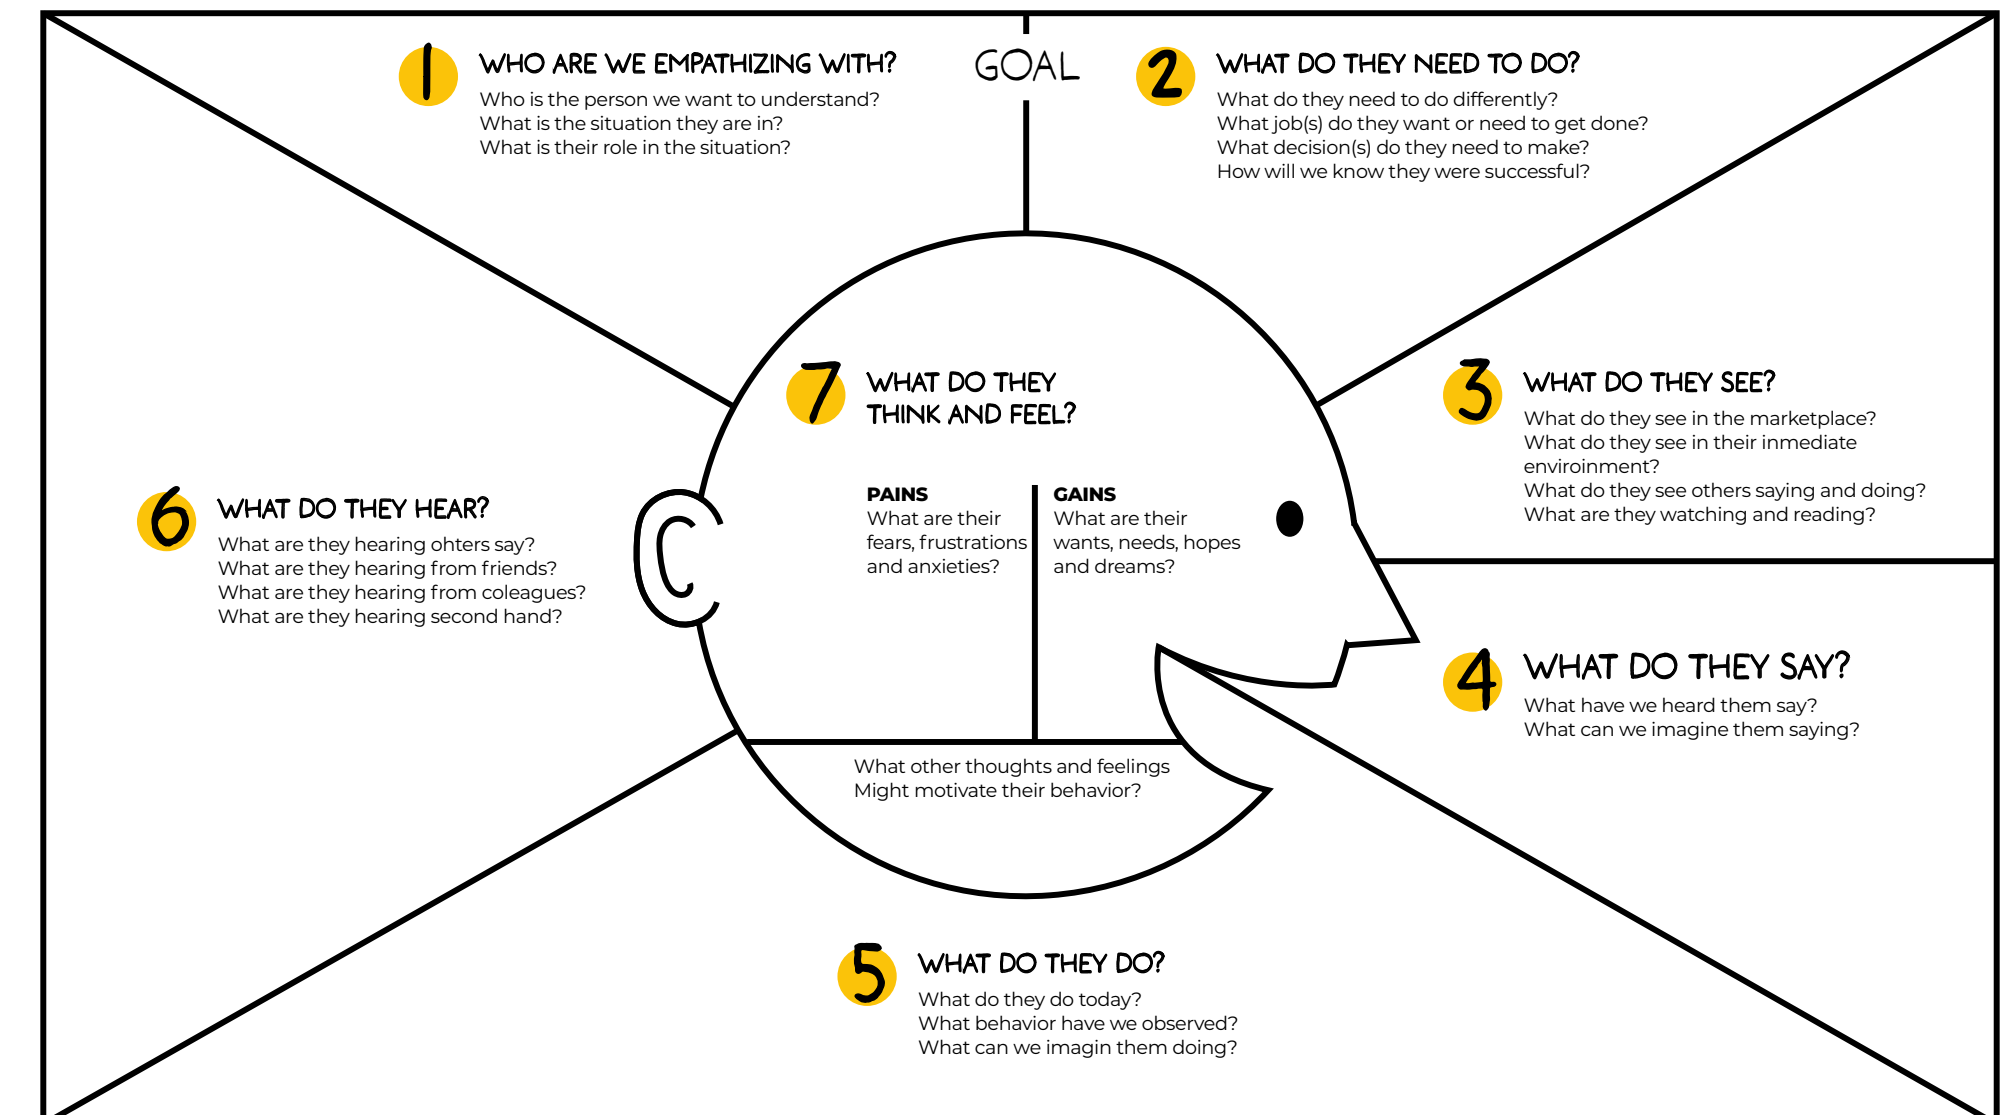 GOAL
1
WHO ARE WE EMPATHIZING WITH?
Who is the person we want to understand?
What is the situation they are in?
What is their role in the situation?
2
WHAT DO THEY NEED TO DO?
What do they need to do differently?
What job(s) do they want or need to get done?
What decision(s) do they need to make?
How will we know they were successful?
3
WHAT DO THEY SEE?
What do they see in the marketplace?
What do they see in their inmediate
enviroinment?
What do they see others saying and doing?
What are they watching and reading?
4
WHAT DO THEY SAY?
What have we heard them say?
What can we imagine them saying?
5
WHAT DO THEY DO?
What do they do today?
What behavior have we observed?
What can we imagin them doing?
6
WHAT DO THEY HEAR?
What are they hearing ohters say?
What are they hearing from friends?
What are they hearing from coleagues?
What are they hearing second hand?
7
WHAT DO THEY
THINK AND FEEL?
PAINS
What are their
fears, frustrations
and anxieties?
GAINS
What are their
wants, needs, hopes
and dreams?
What other thoughts and feelings
Might motivate their behavior?